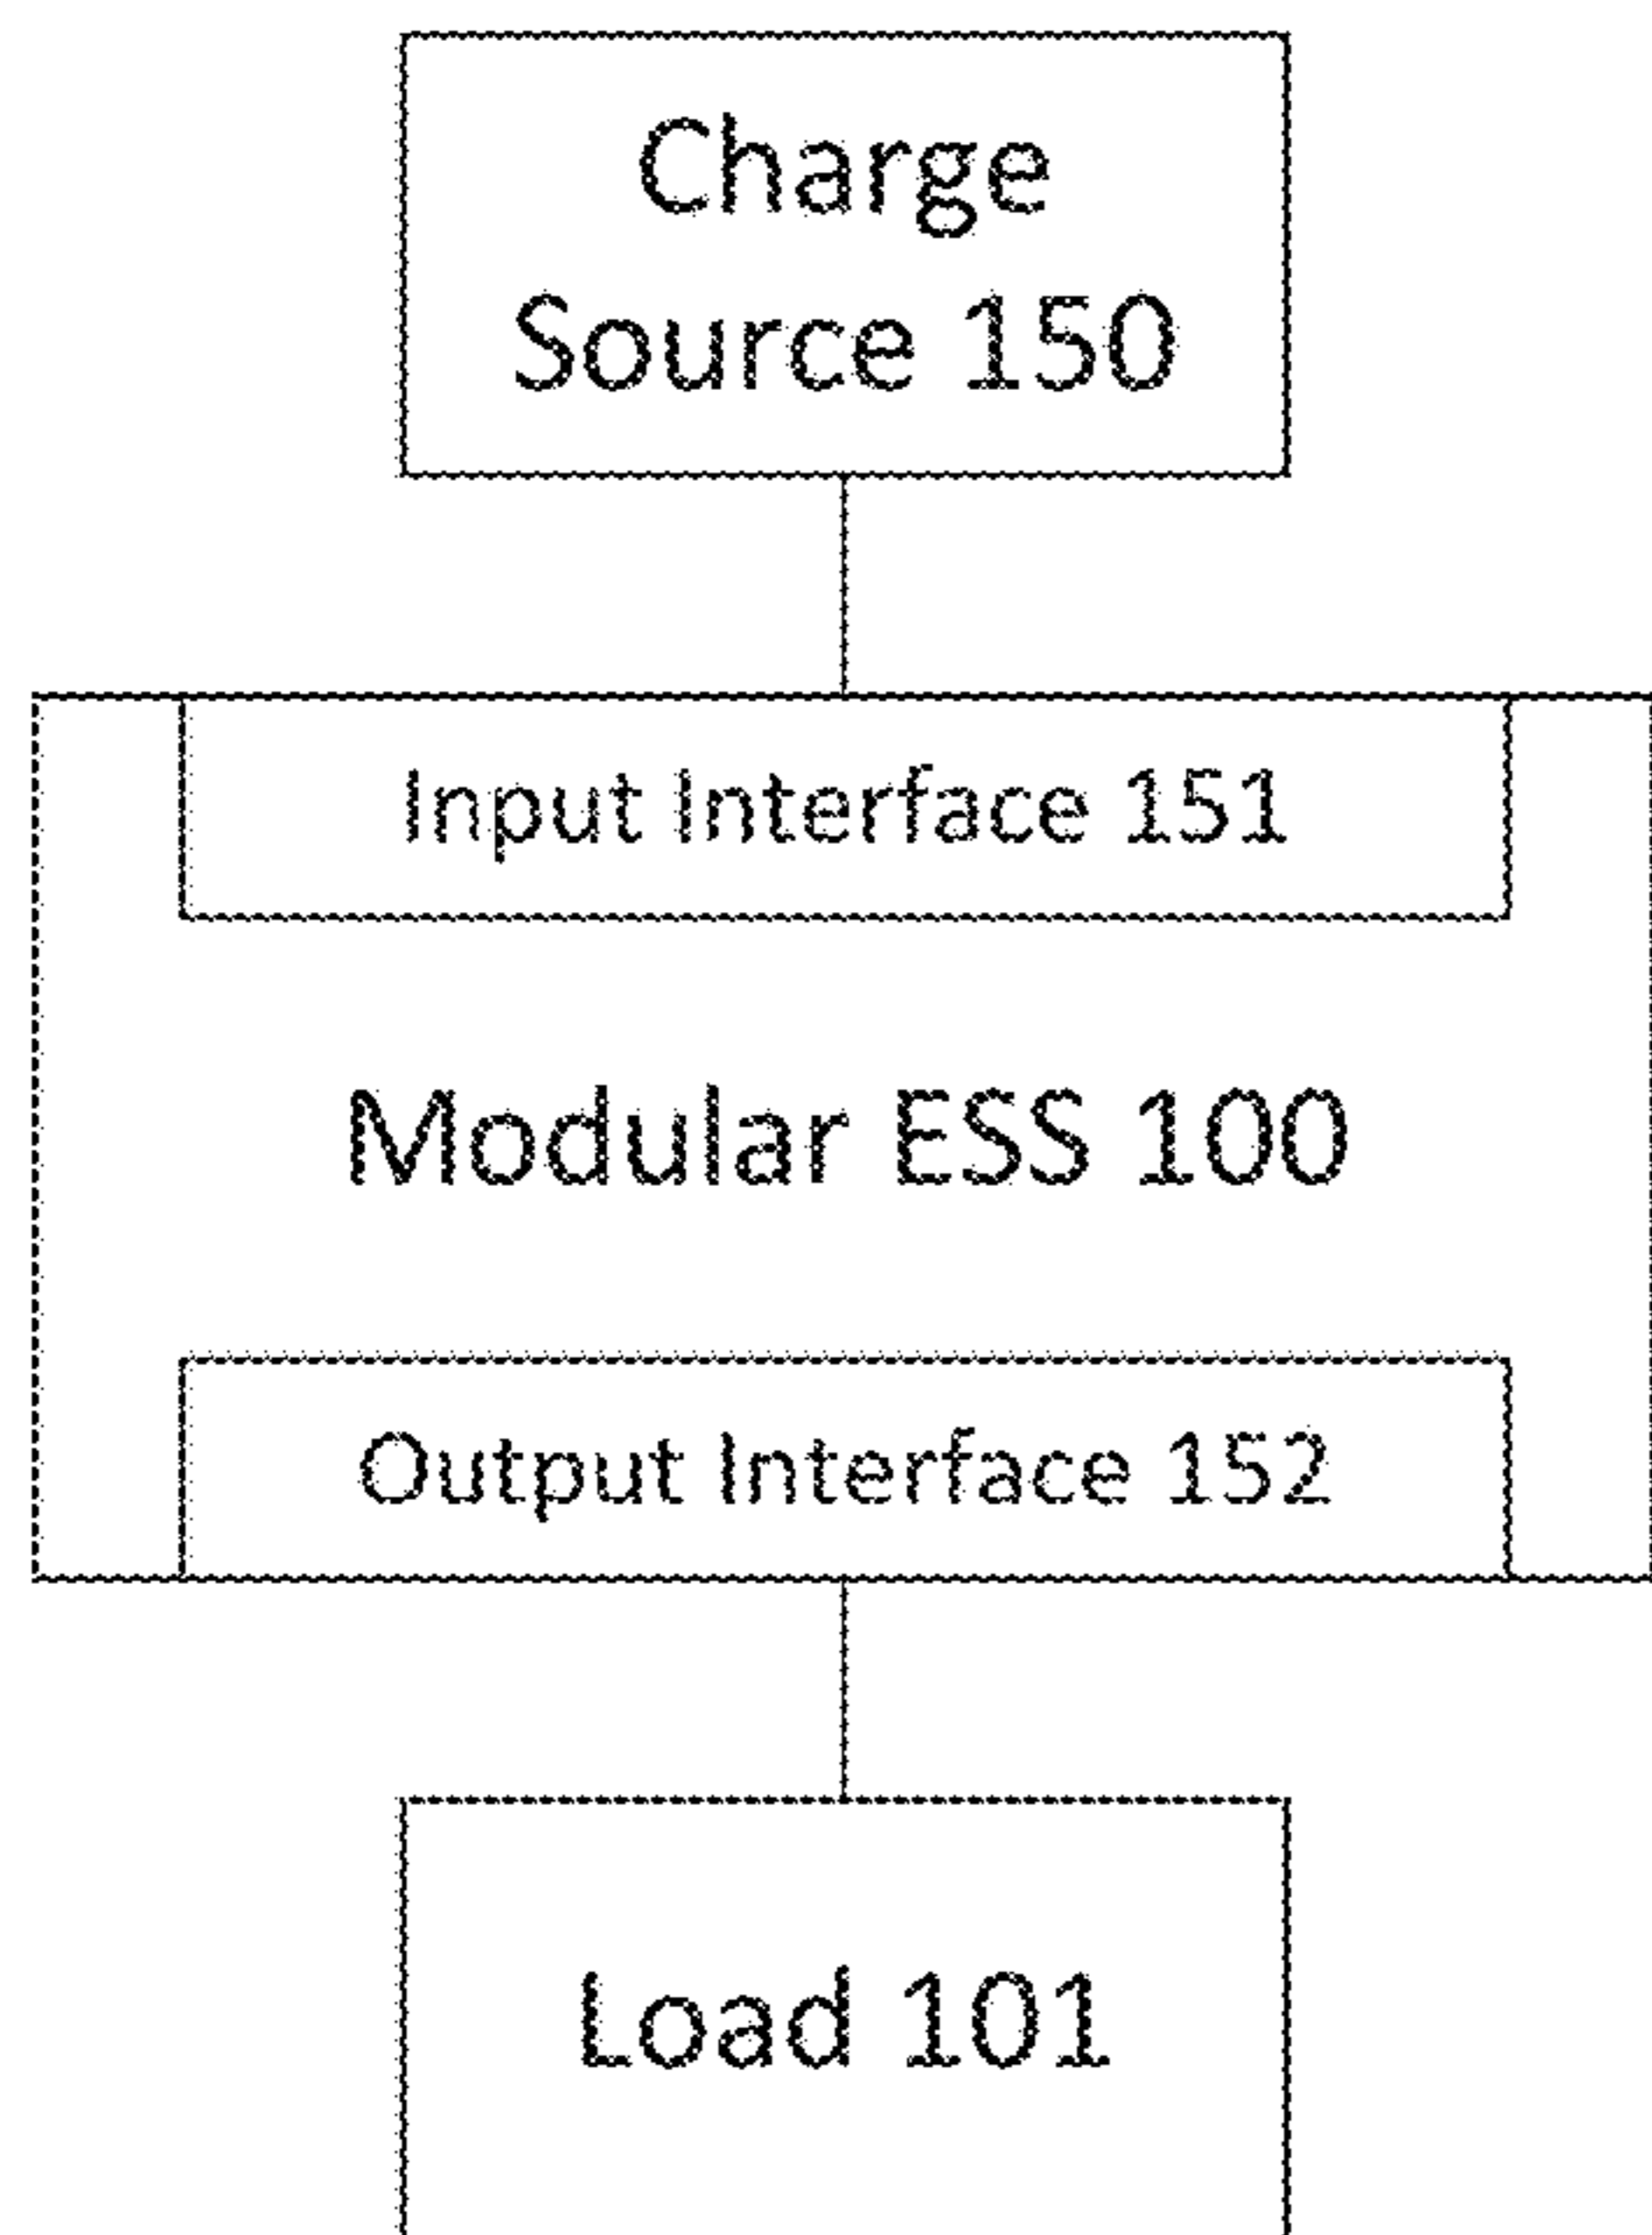 Charge
Source 150
Input Interface 151
Modular ESS 100
Output Interface 152
Load 101